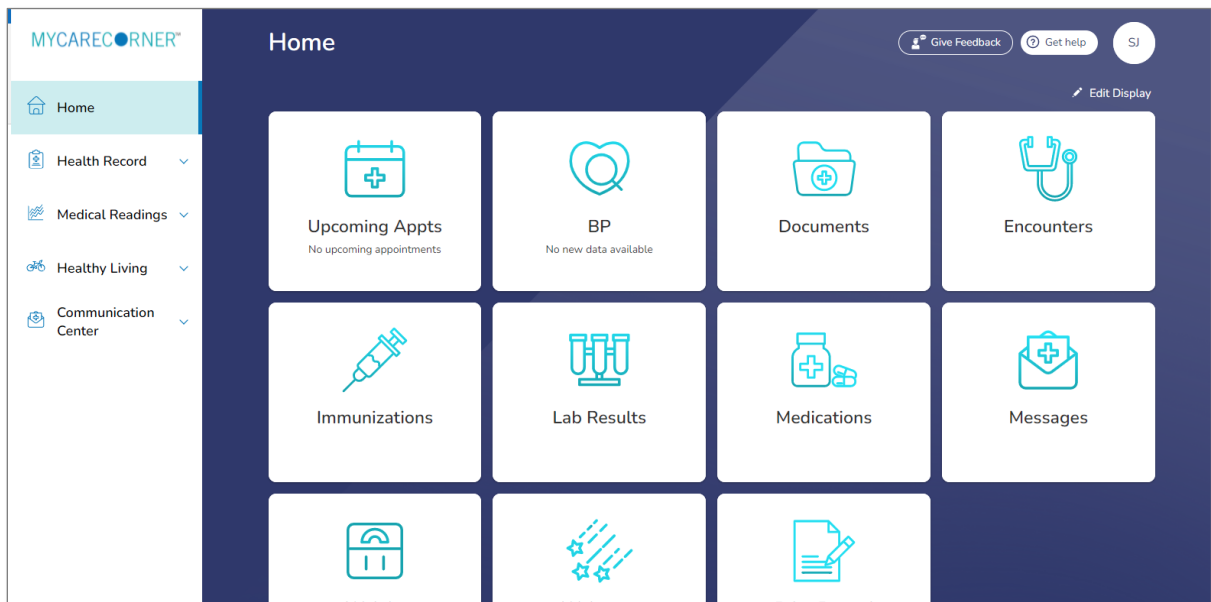 MYCARECORNER℠
Home
Give Feedback
Get help
SJ
Edit Display
Home
Health Record
Medical Readings
Healthy Living
Communication
Center
Upcoming Appts
No upcoming appointments
BP
No new data available
Documents
Encounters
Immunizations
Lab Results
Medications
Messages